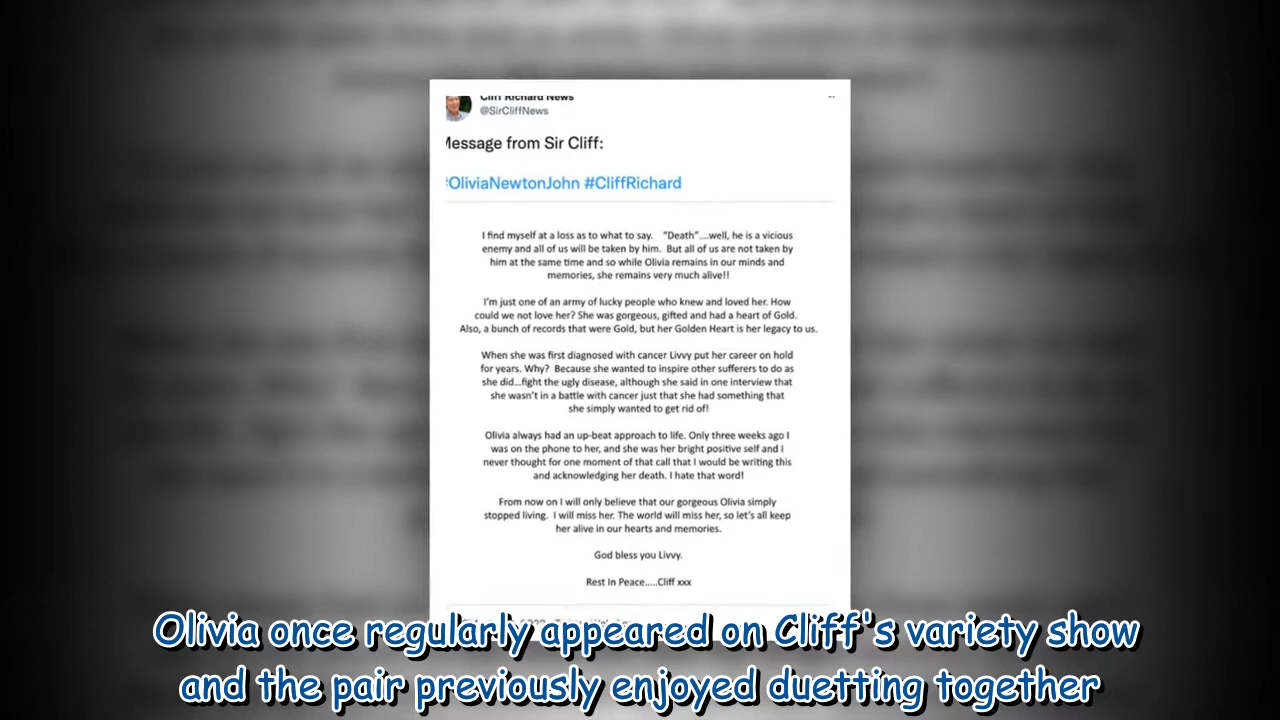 Cliff Richard News
@SirCliffNews
Message from Sir Cliff:
#OliviaNewtonJohn #CliffRichard
I find myself at a loss as to what to say. "Death"....well, he is a vicious
enemy and all of us will be taken by him. But all of us are not taken by
him at the same time and so while Olivia remains in our minds and
memories, she remains very much alive!!
I'm just one of an army of lucky people who knew and loved her. How
could we not love her? She was gorgeous, gifted and had a heart of Gold.
Also, a bunch of records that were Gold, but her Golden Heart is her legacy to us.
When she was first diagnosed with cancer Livvy put her career on hold
for years. Why? Because she wanted to inspire other sufferers to do as
she did...fight the ugly disease, although she said in one interview that
she wasn't in a battle with cancer just that she had something that
she simply wanted to get rid of!
Olivia always had an up-beat approach to life. Only three weeks ago I
was on the phone to her, and she was her bright positive self and I
never thought for one moment of that call that I would be writing this
and acknowledging her death. I hate that word!
From now on I will only believe that our gorgeous Olivia simply
stopped living. I will miss her. The world will miss her, so let's all keep
her alive in our hearts and memories.
God bless you Livvy.
Rest In Peace.....Cliff xxx
Olivia once regularly appeared on Cliff's variety show
and the pair previously enjoyed duetting together